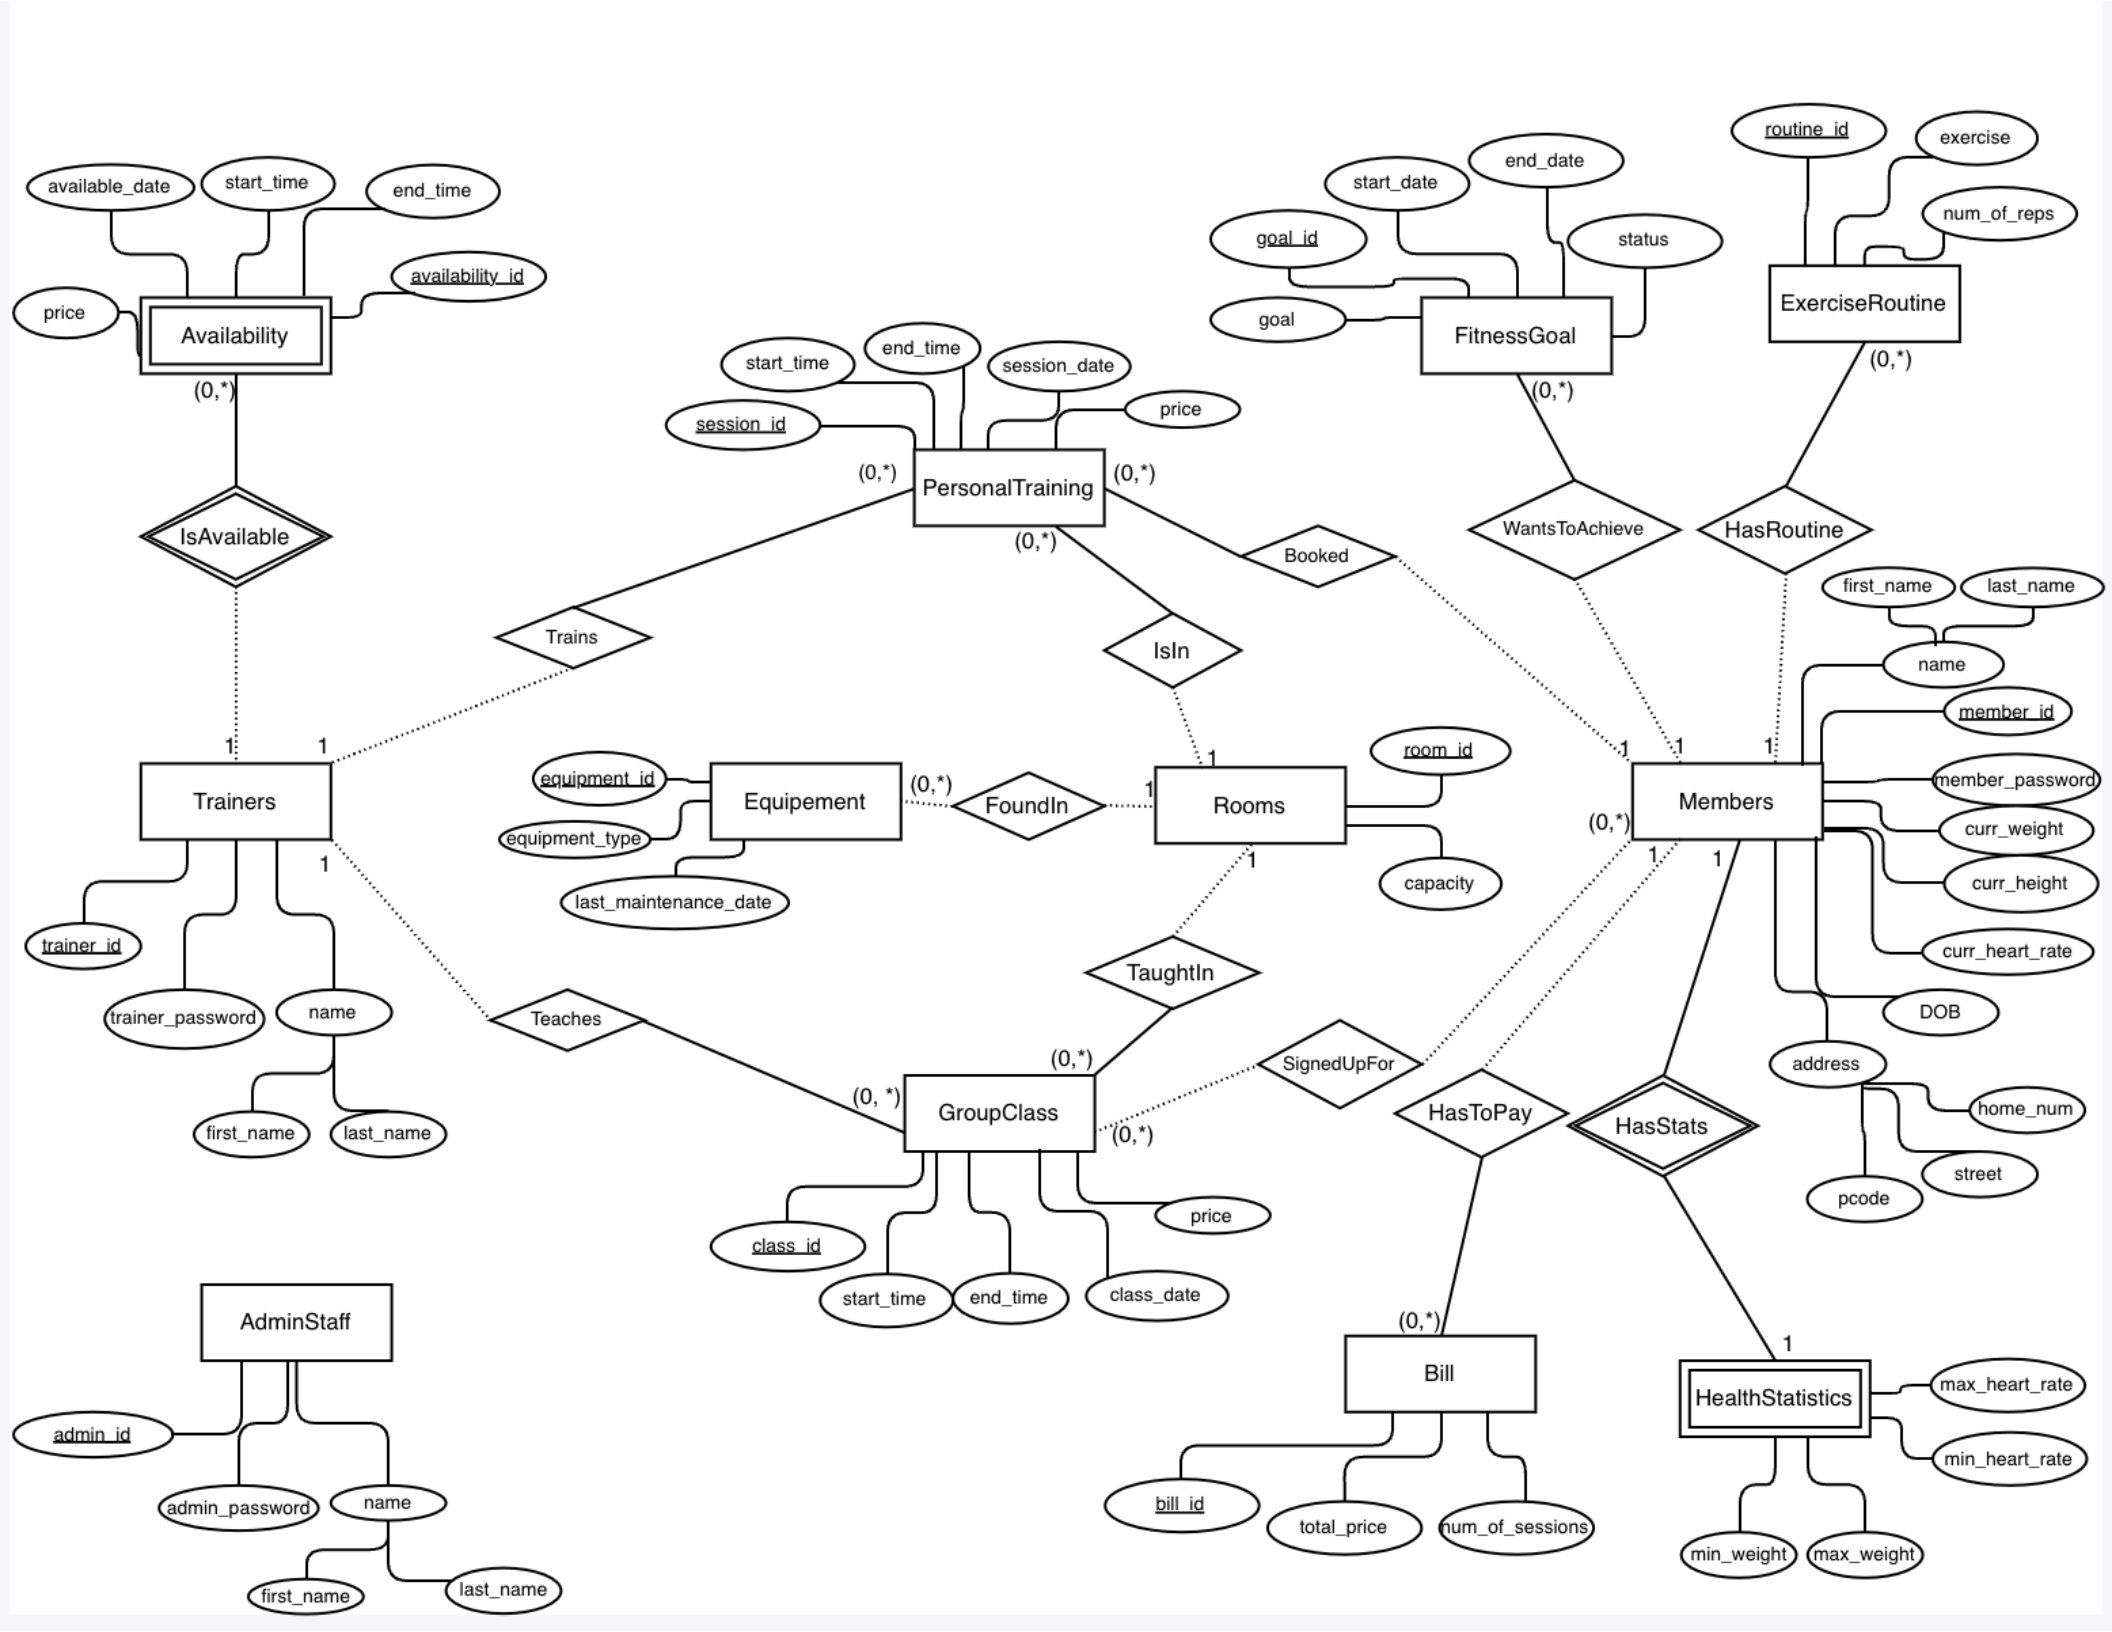 routine_id
exercise
end_date
start_date
available_date
start_time
end_time
num_of_reps
goal_id
status
availability_id
price
ExerciseRoutine
goal
Availability
FitnessGoal
(0,*)
(0,*)
(0,*)
start_time
end_time
session_date
price
session_id
(0,*)
PersonalTraining
(0,*)
(0,*)
IsAvailable
WantsToAchieve
HasRoutine
Booked
first_name
last_name
Trains
IsIn
name
member_id
1
1
1
1
1
1
room_id
equipment_id
(0,*)
1
member_password
Trainers
Equipement
FoundIn
Rooms
Members
equipment_type
(0,*)
curr_weight
1
1
1
1
last_maintenance_date
capacity
curr_height
trainer_id
curr_heart_rate
TaughtIn
trainer_password
name
Teaches
DOB
(0,*)
SignedUpFor
address
(0, *)
GroupClass
HasToPay
HasStats
home_num
first_name
last_name
(0,*)
street
pcode
price
class_id
start_time
end_time
class_date
AdminStaff
(0,*)
1
Bill
HealthStatistics
max_heart_rate
admin_id
min_heart_rate
admin_password
name
bill_id
total_price
num_of_sessions
min_weight
max_weight
first_name
last_name